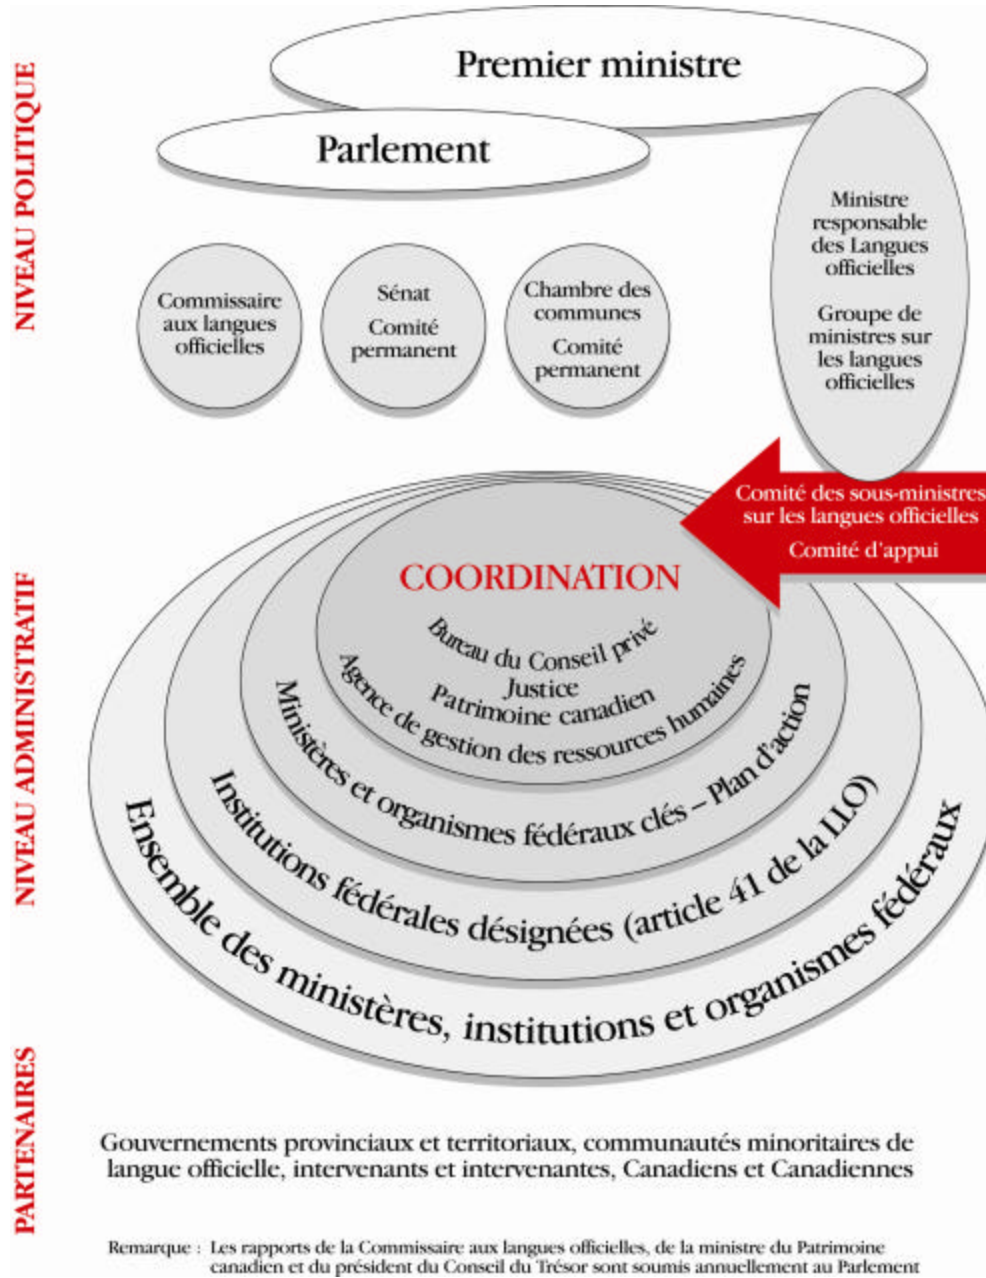 Premier ministre
Parlement
NIVEAU POLITIQUE
Commissaire
aux langues
officielles
Sénat
Comité
permanent
Chambre des
communes
Comité
permanent
Ministre
responsable
des Langues
officielles
Groupe de
ministres sur
les langues
officielles
Comité des sous-ministres
sur les langues officielles
Comité d'appui
NIVEAU ADMINISTRATIF
COORDINATION
Bureau du Conseil privé
Justice
Patrimoine canadien
Agence de gestion des ressources humaines
Ministères et organismes fédéraux clés – Plan d'action
Institutions fédérales désignées (article 41 de la LLO)
Ensemble des ministères, institutions et organismes fédéraux
PARTENAIRES
Gouvernements provinciaux et territoriaux, communautés minoritaires de
langue officielle, intervenants et intervenantes, Canadiens et Canadiennes
Remarque : Les rapports de la Commissaire aux langues officielles, de la ministre du Patrimoine
canadien et du président du Conseil du Trésor sont soumis annuellement au Parlement